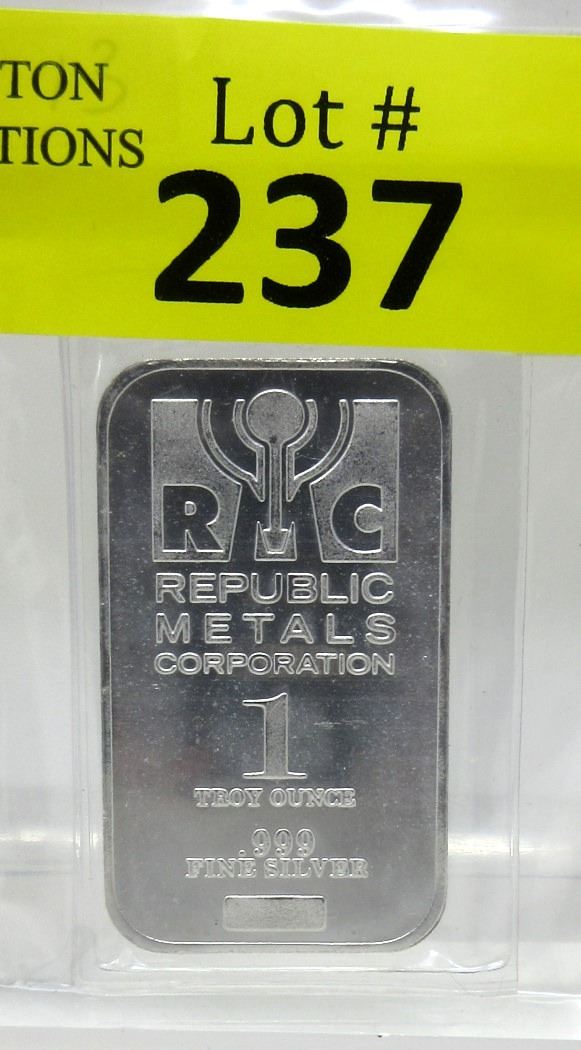 TON
TIONS
Lot #
237
R C
REPUBLIC
METALS
CORPORATION
1
TROY OUNCE
.999
FINE SILVER